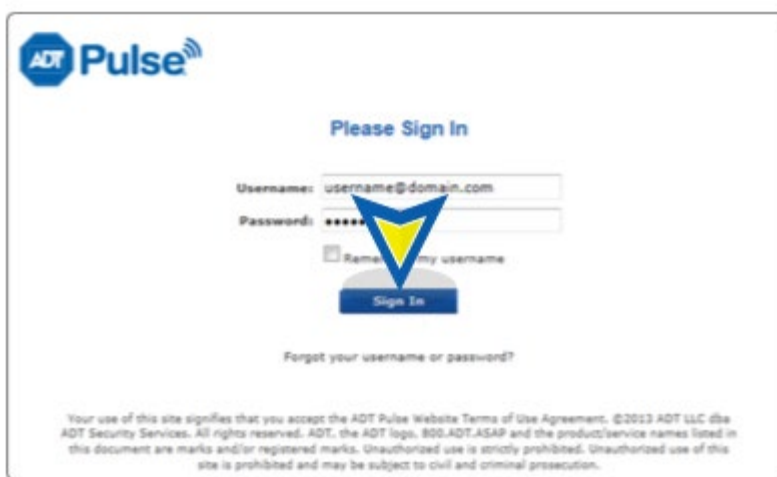 ADT Pulse
Please Sign In
Username: username@domain.com
Password: •••••
my username
Sign In
Forgot your username or password?
Your use of this site signifies that you accept the ADT Pulse Website Terms of Use Agreement. ©2013 ADT LLC dba
ADT Security Services. All rights reserved. ADT, the ADT logo, 800.ADT.ASAP and the product/service names listed in
this document are marks and/or registered marks. Unauthorized use is strictly prohibited. Unauthorized use of this
site is prohibited and may be subject to civil and criminal prosecution.